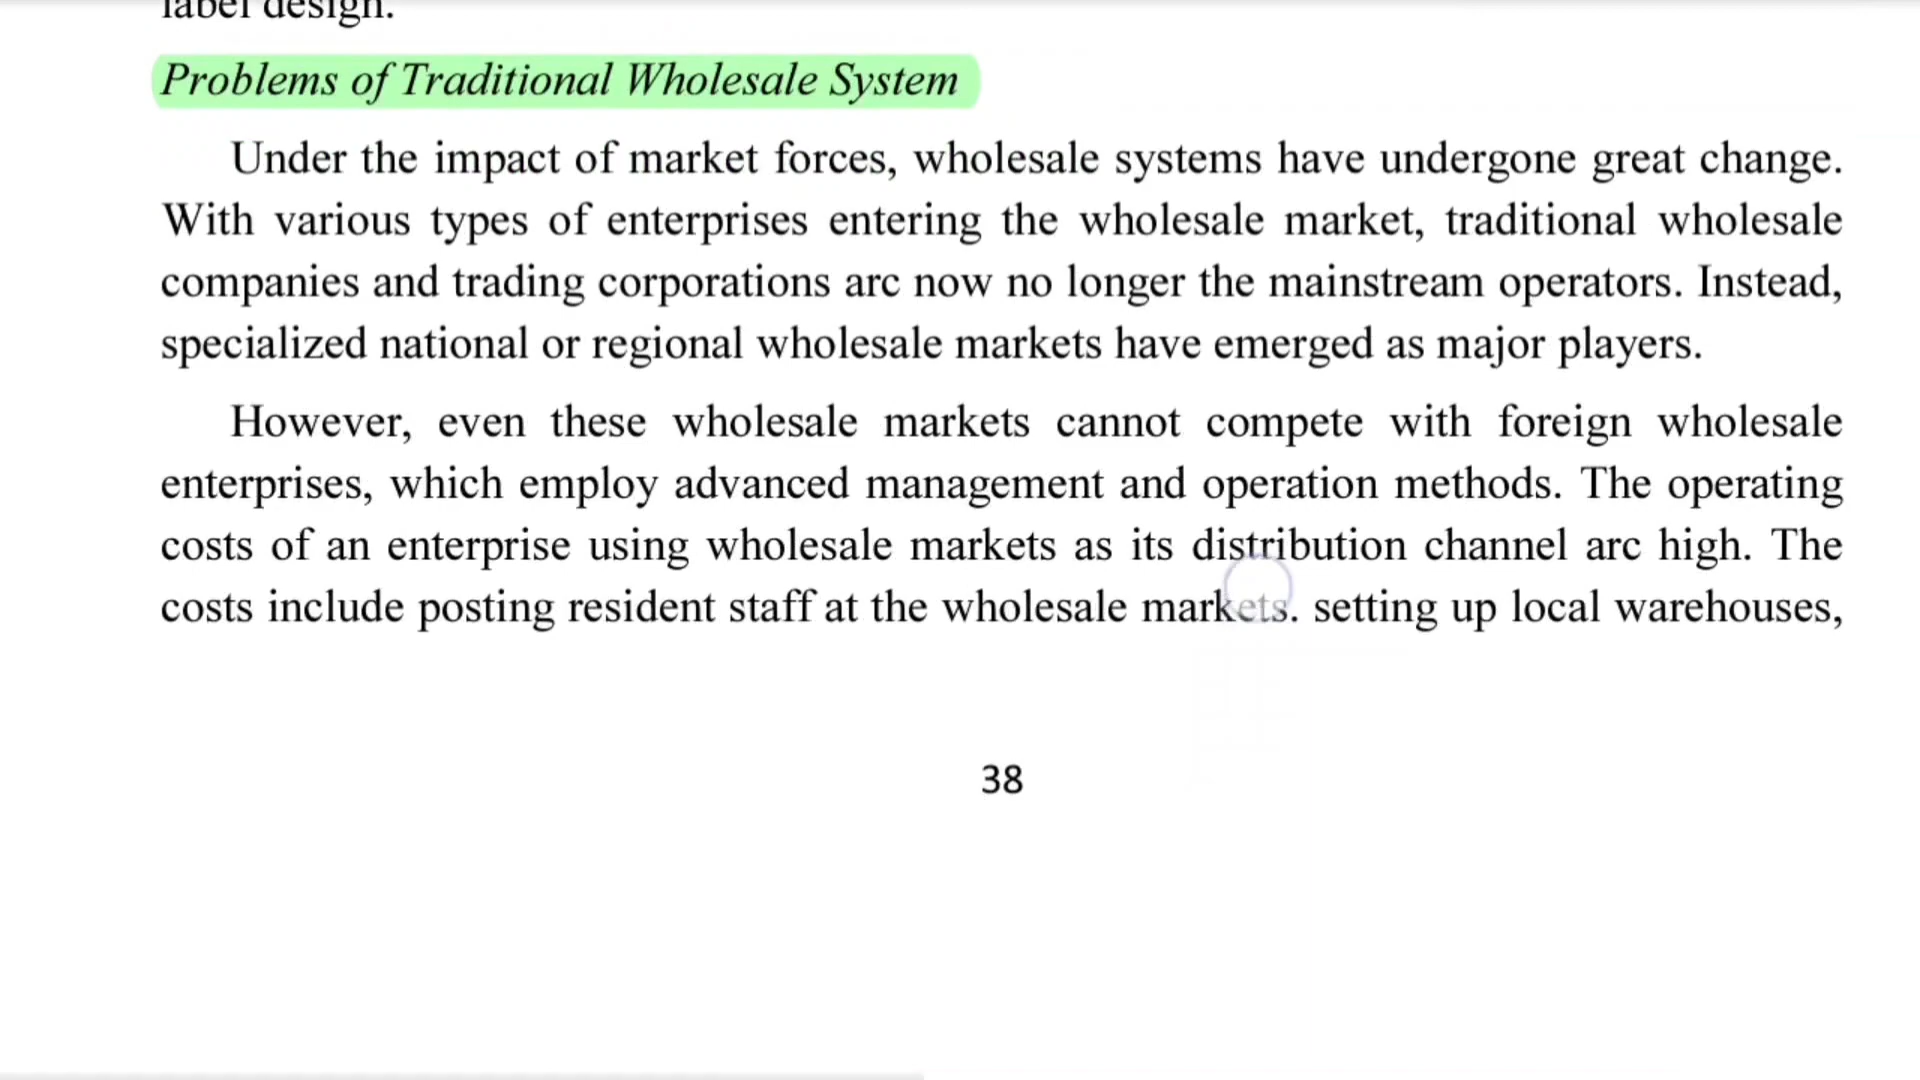 label design.
Problems of Traditional Wholesale System
Under the impact of market forces, wholesale systems have undergone great change.
With various types of enterprises entering the wholesale market, traditional wholesale
companies and trading corporations arc now no longer the mainstream operators. Instead,
specialized national or regional wholesale markets have emerged as major players.
However, even these wholesale markets cannot compete with foreign wholesale
enterprises, which employ advanced management and operation methods. The operating
costs of an enterprise using wholesale markets as its distribution channel arc high. The
costs include posting resident staff at the wholesale markets. setting up local warehouses,
38